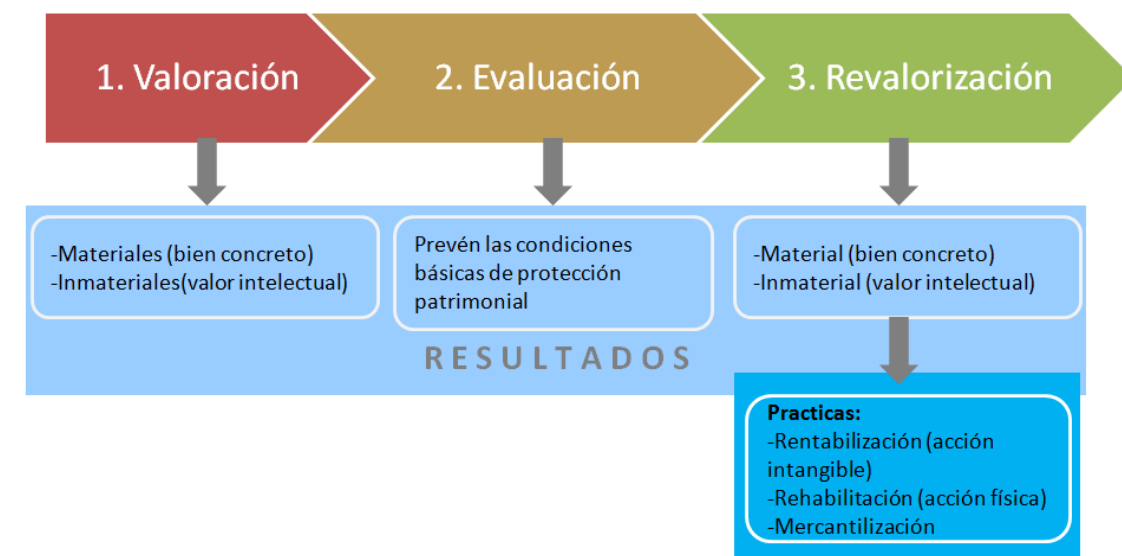 1. Valoración
2. Evaluación
3. Revalorización
-Materiales (bien concreto)
-Inmateriales(valor intelectual)
Prevén las condiciones
básicas de protección
patrimonial
-Material (bien concreto)
-Inmaterial (valor intelectual)
RESULTADOS
Practicas:
-Rentabilización (acción
intangible)
-Rehabilitación (acción física)
-Mercantilización